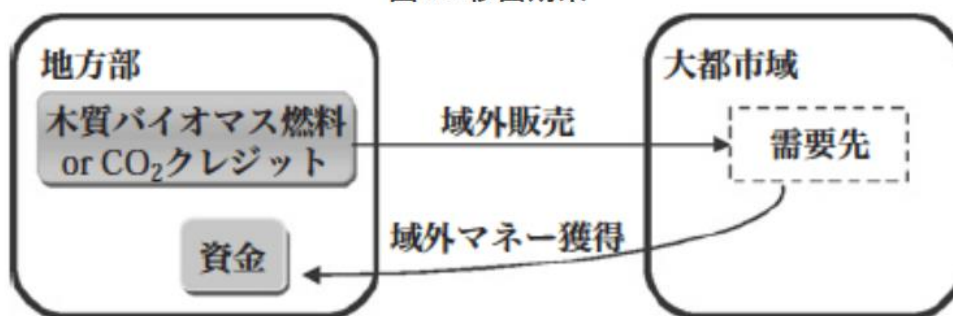 地方部
大都市域
木質バイオマス燃料
or CO₂クレジット
域外販売
需要先
域外マネー獲得
資金